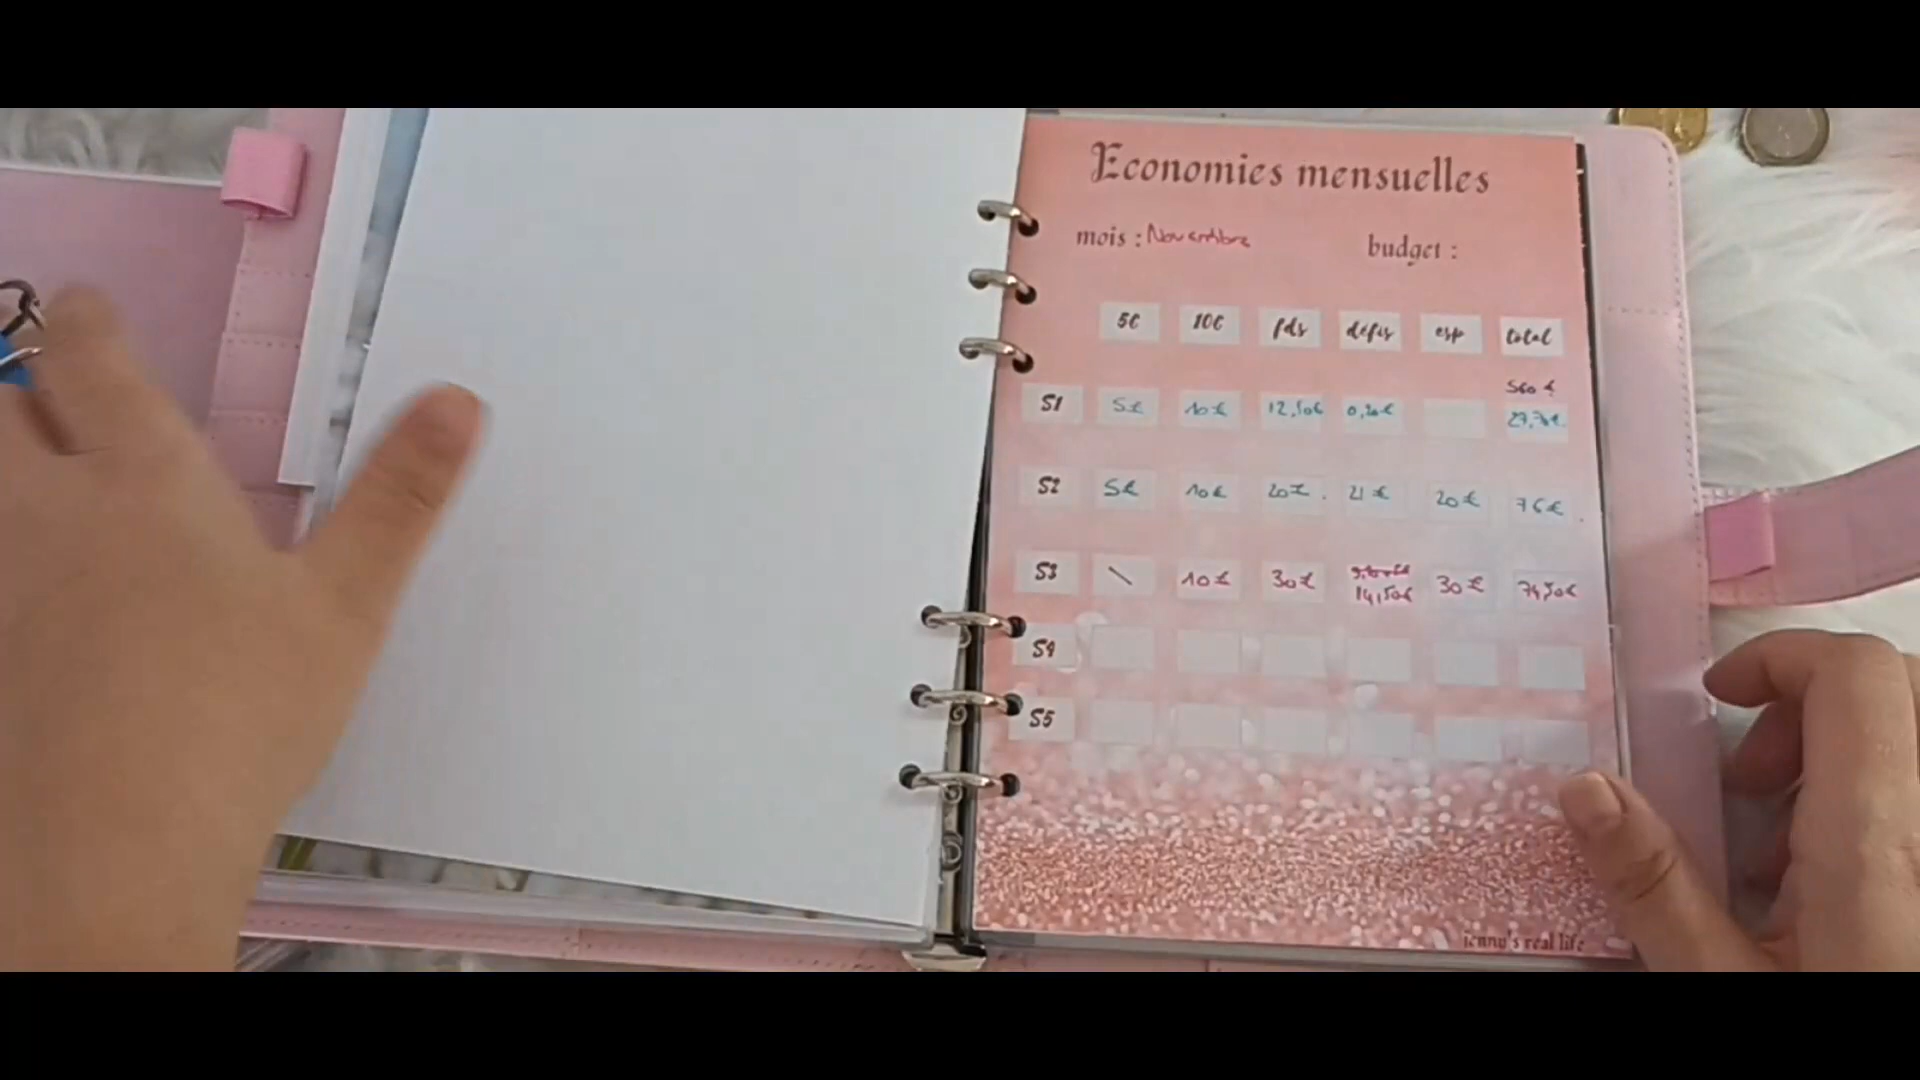 Economies mensuelles
mois : Novembre budget :
5€ 10€ fds défis esp total
560 €
S1 5€ 10€ 12,50€ 0,20€ 27,70€
S2 5€ 10€ 20€ 21€ 20€ 76€
S3 \ 10€ 30€ 14,50€ 30€ 74,50€
S4
S5
jenny's real life